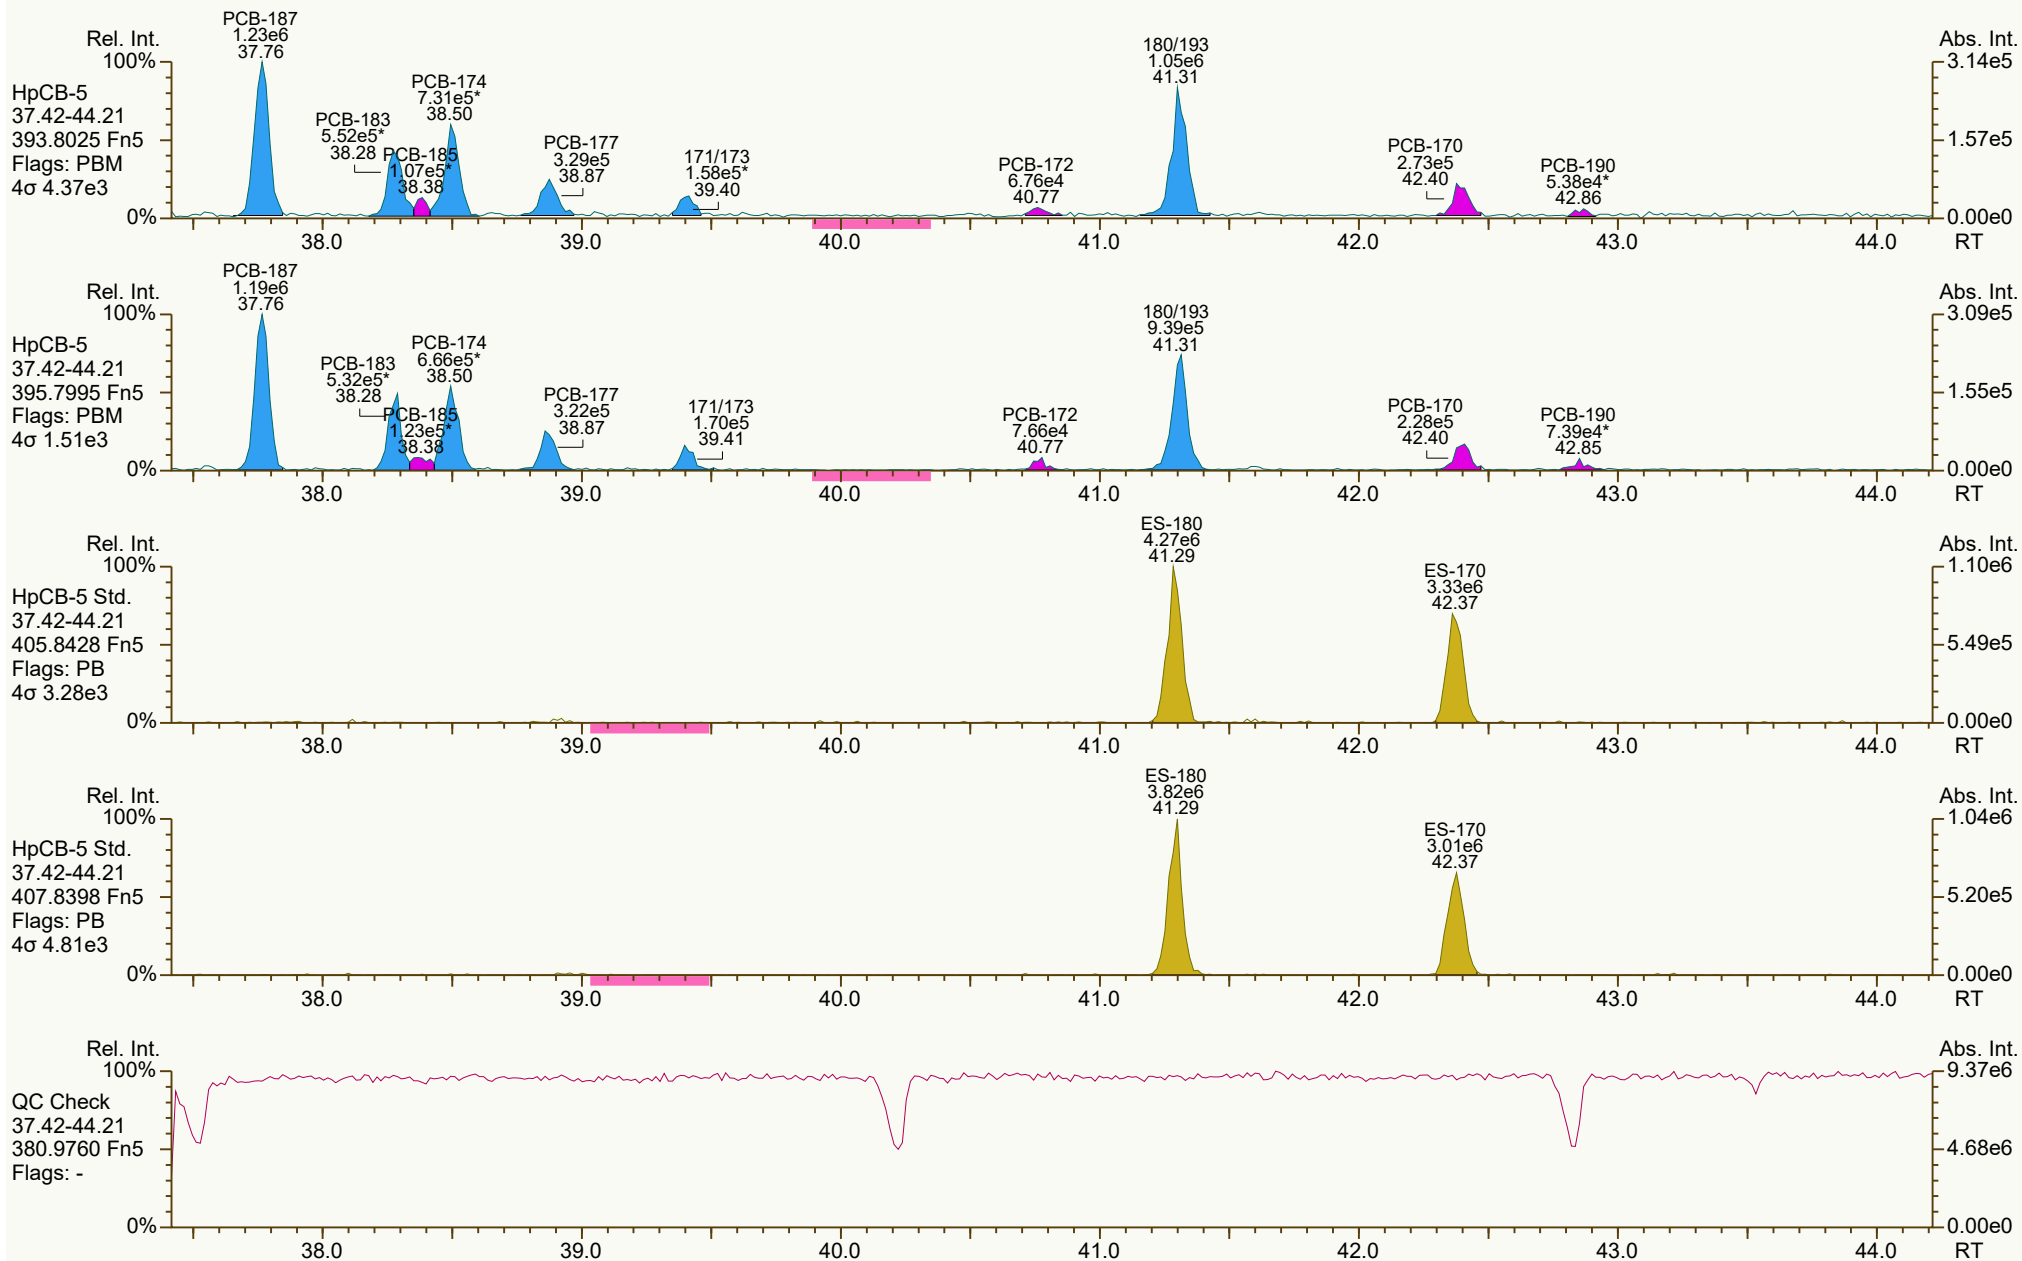 Rel. Int.
100%
0%
HpCB-5
37.42-44.21
393.8025 Fn5
Flags: PBM
4σ 4.37e3
PCB-187
1.23e6
37.76
PCB-183
5.52e5*
38.28
PCB-185
1.07e5*
38.38
PCB-174
7.31e5*
38.50
PCB-177
3.29e5
38.87
171/173
1.58e5*
39.40
PCB-172
6.76e4
40.77
180/193
1.05e6
41.31
PCB-170
2.73e5
42.40
PCB-190
5.38e4*
42.86
Abs. Int.
3.14e5
1.57e5
0.00e0
38.0 39.0 40.0 41.0 42.0 43.0 44.0 RT
Rel. Int.
100%
0%
HpCB-5
37.42-44.21
395.7995 Fn5
Flags: PBM
4σ 1.51e3
PCB-187
1.19e6
37.76
PCB-183
5.32e5*
38.28
PCB-185
1.23e5*
38.38
PCB-174
6.66e5*
38.50
PCB-177
3.22e5
38.87
171/173
1.70e5
39.41
PCB-172
7.66e4
40.77
180/193
9.39e5
41.31
PCB-170
2.28e5
42.40
PCB-190
7.39e4*
42.85
Abs. Int.
3.09e5
1.55e5
0.00e0
38.0 39.0 40.0 41.0 42.0 43.0 44.0 RT
Rel. Int.
100%
0%
HpCB-5 Std.
37.42-44.21
405.8428 Fn5
Flags: PB
4σ 3.28e3
ES-180
4.27e6
41.29
ES-170
3.33e6
42.37
Abs. Int.
1.10e6
5.49e5
0.00e0
38.0 39.0 40.0 41.0 42.0 43.0 44.0 RT
Rel. Int.
100%
0%
HpCB-5 Std.
37.42-44.21
407.8398 Fn5
Flags: PB
4σ 4.81e3
ES-180
3.82e6
41.29
ES-170
3.01e6
42.37
Abs. Int.
1.04e6
5.20e5
0.00e0
38.0 39.0 40.0 41.0 42.0 43.0 44.0 RT
Rel. Int.
100%
0%
QC Check
37.42-44.21
380.9760 Fn5
Flags: -
Abs. Int.
9.37e6
4.68e6
0.00e0
38.0 39.0 40.0 41.0 42.0 43.0 44.0 RT